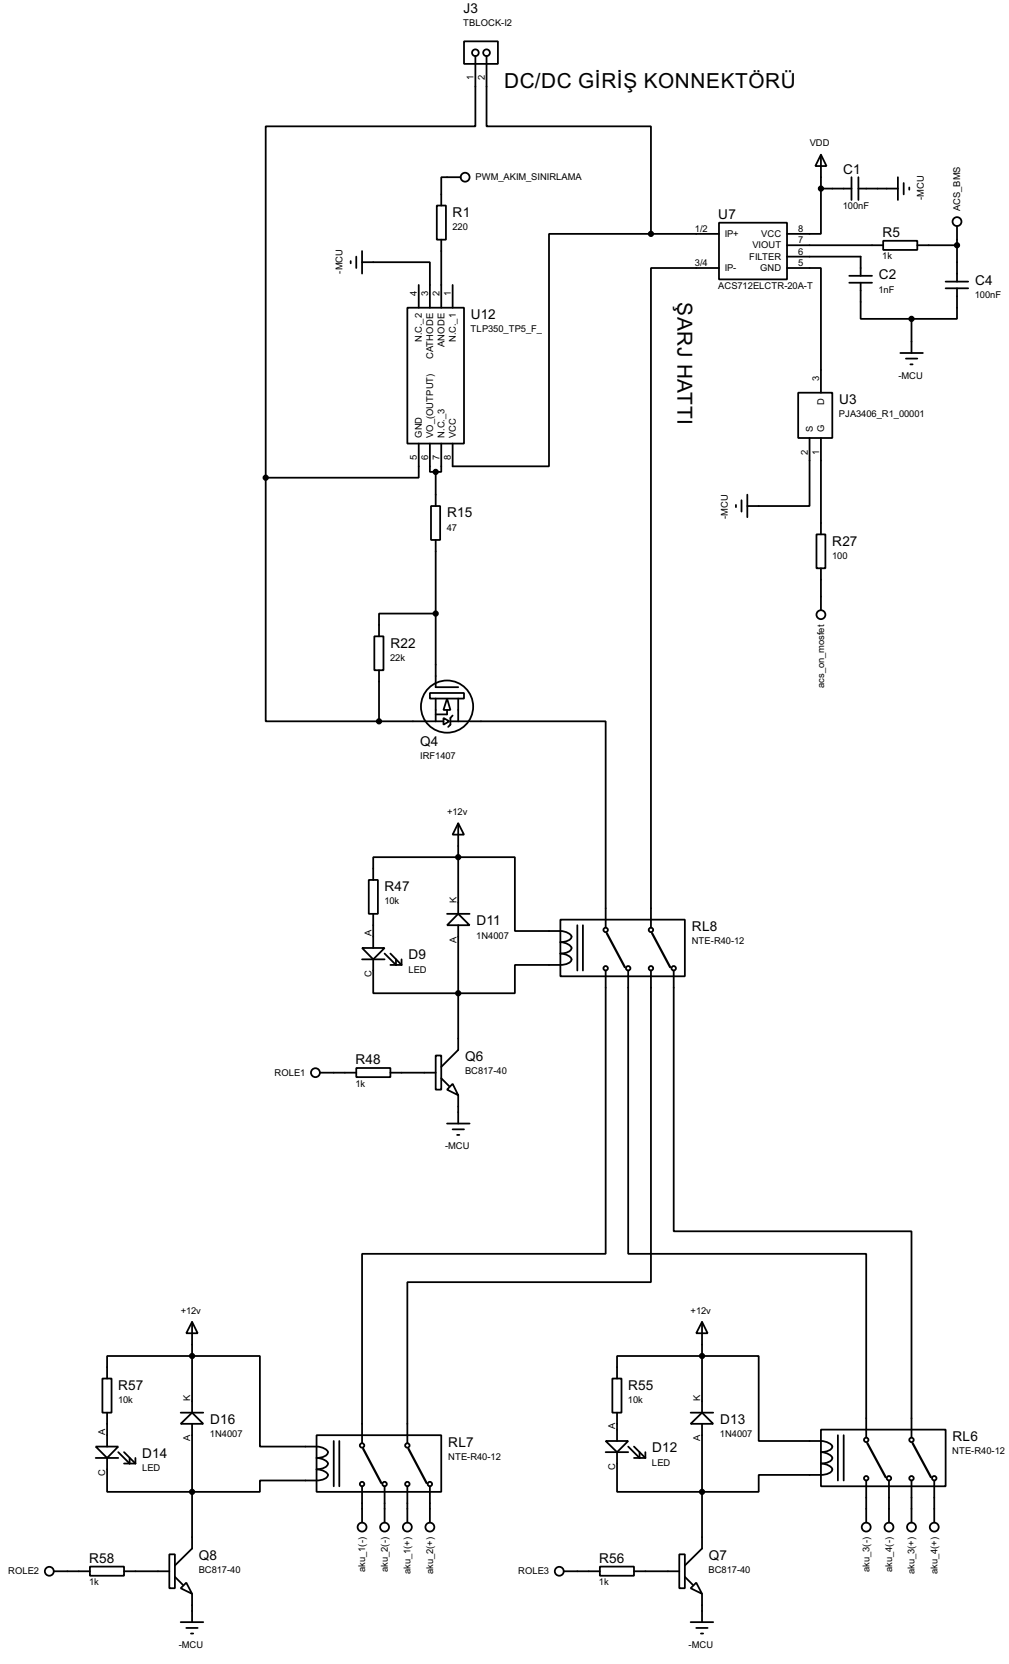 J3
TBLOCK-I2
1
2
DC/DC GİRİŞ KONNEKTÖRÜ
PWM_AKIM_SINIRLAMA
R1
220
-MCU
4
3
2
1
N.C._2
CATHODE
ANODE
N.C._1
U12
TLP350_TP5_F_
GND
VO_(OUTPUT)
N.C._3
VCC
5
6
7
8
R15
47
R22
22k
Q4
IRF1407
VDD
C1
100nF
-MCU
ACS_BMS
U7
1/2
IP+
VCC
8
VIOUT
7
FILTER
6
3/4
IP-
GND
5
ACS712ELCTR-20A-T
R5
1k
C2
1nF
C4
100nF
-MCU
ŞARJ HATTI
3
D
S
G
U3
PJA3406_R1_00001
2
1
-MCU
R27
100
acs_on_mosfet
+12v
R47
10k
K
A
D11
1N4007
A
D9
LED
C
RL8
NTE-R40-12
Q6
BC817-40
ROLE1
R48
1k
-MCU
+12v
R57
10k
K
A
D16
1N4007
A
D14
LED
C
RL7
NTE-R40-12
aku_1(-)
aku_2(-)
aku_1(+)
aku_2(+)
Q8
BC817-40
ROLE2
R58
1k
-MCU
+12v
R55
10k
K
A
D13
1N4007
A
D12
LED
C
RL6
NTE-R40-12
aku_3(-)
aku_4(-)
aku_3(+)
aku_4(+)
Q7
BC817-40
ROLE3
R56
1k
-MCU